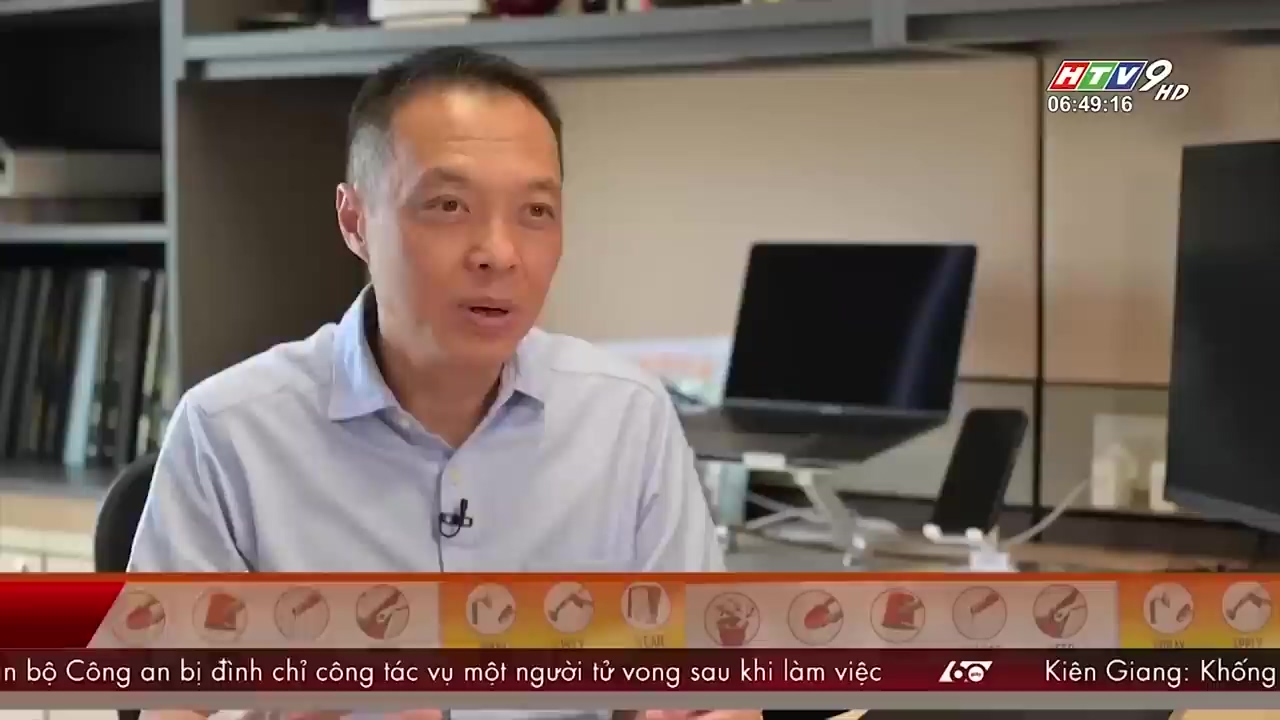 HTV9 HD
06:49:16
n bộ Công an bị đình chỉ công tác vụ một người tử vong sau khi làm việc 60 Kiên Giang: Khống